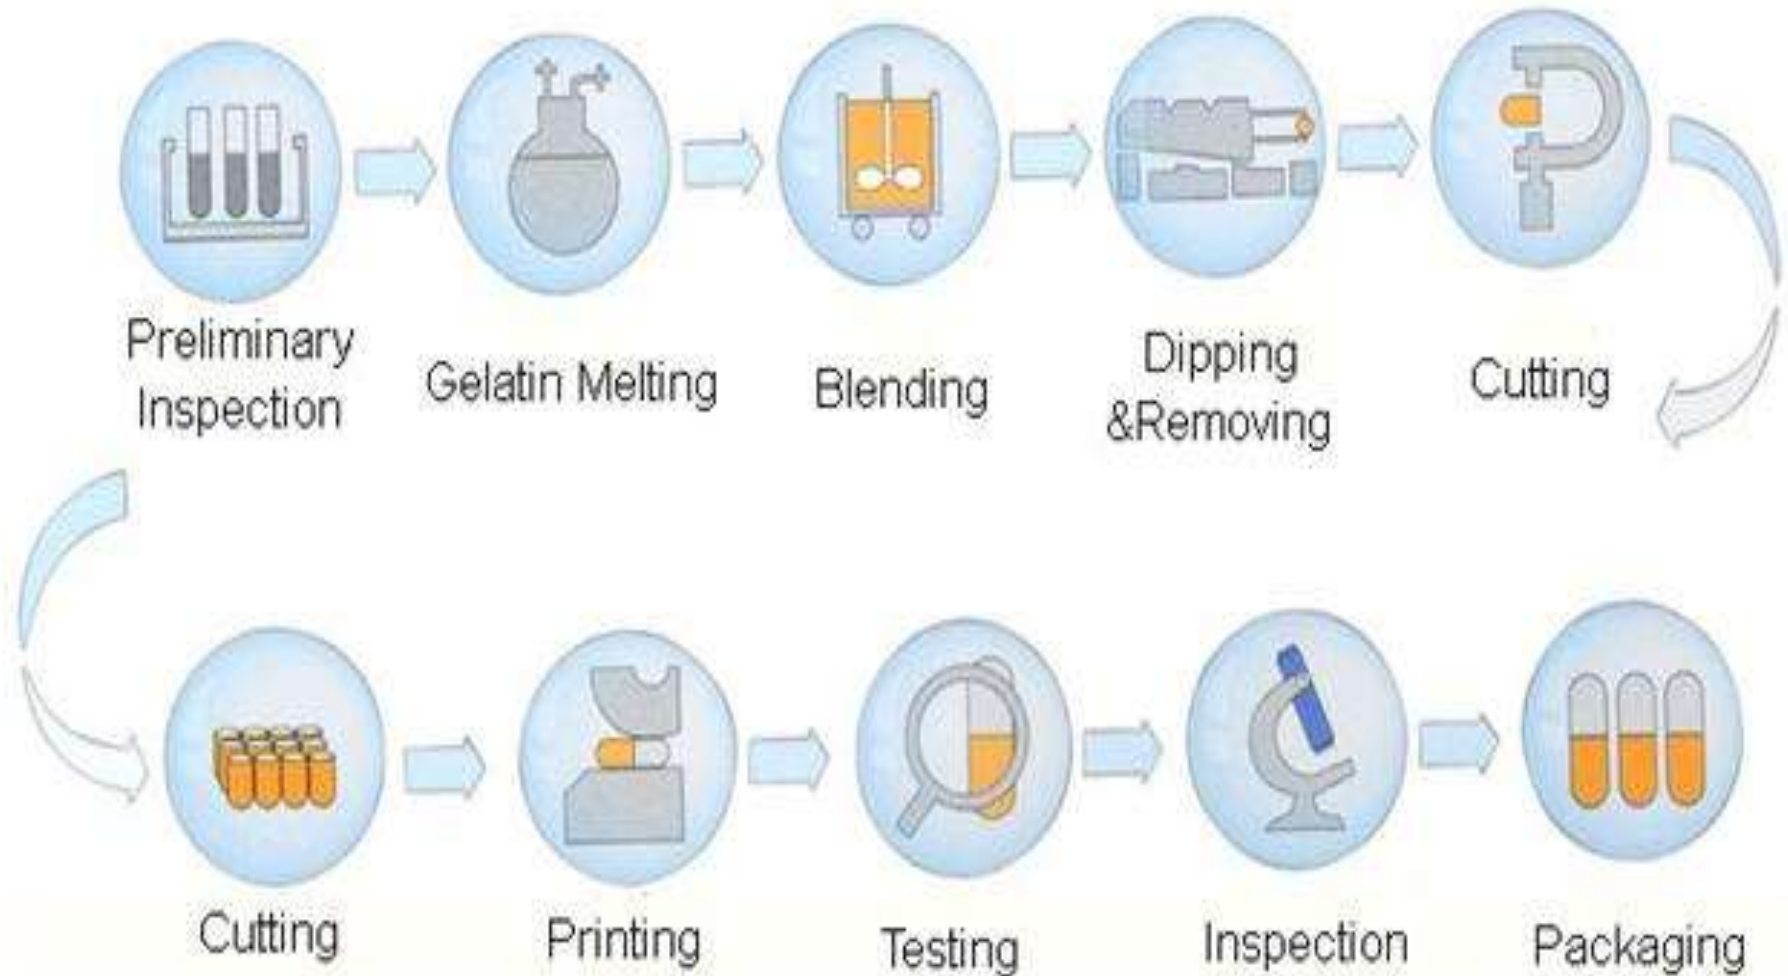 Preliminary
Inspection
Gelatin Melting
Blending
Dipping
&Removing
Cutting
Cutting
Printing
Testing
Inspection
Packaging